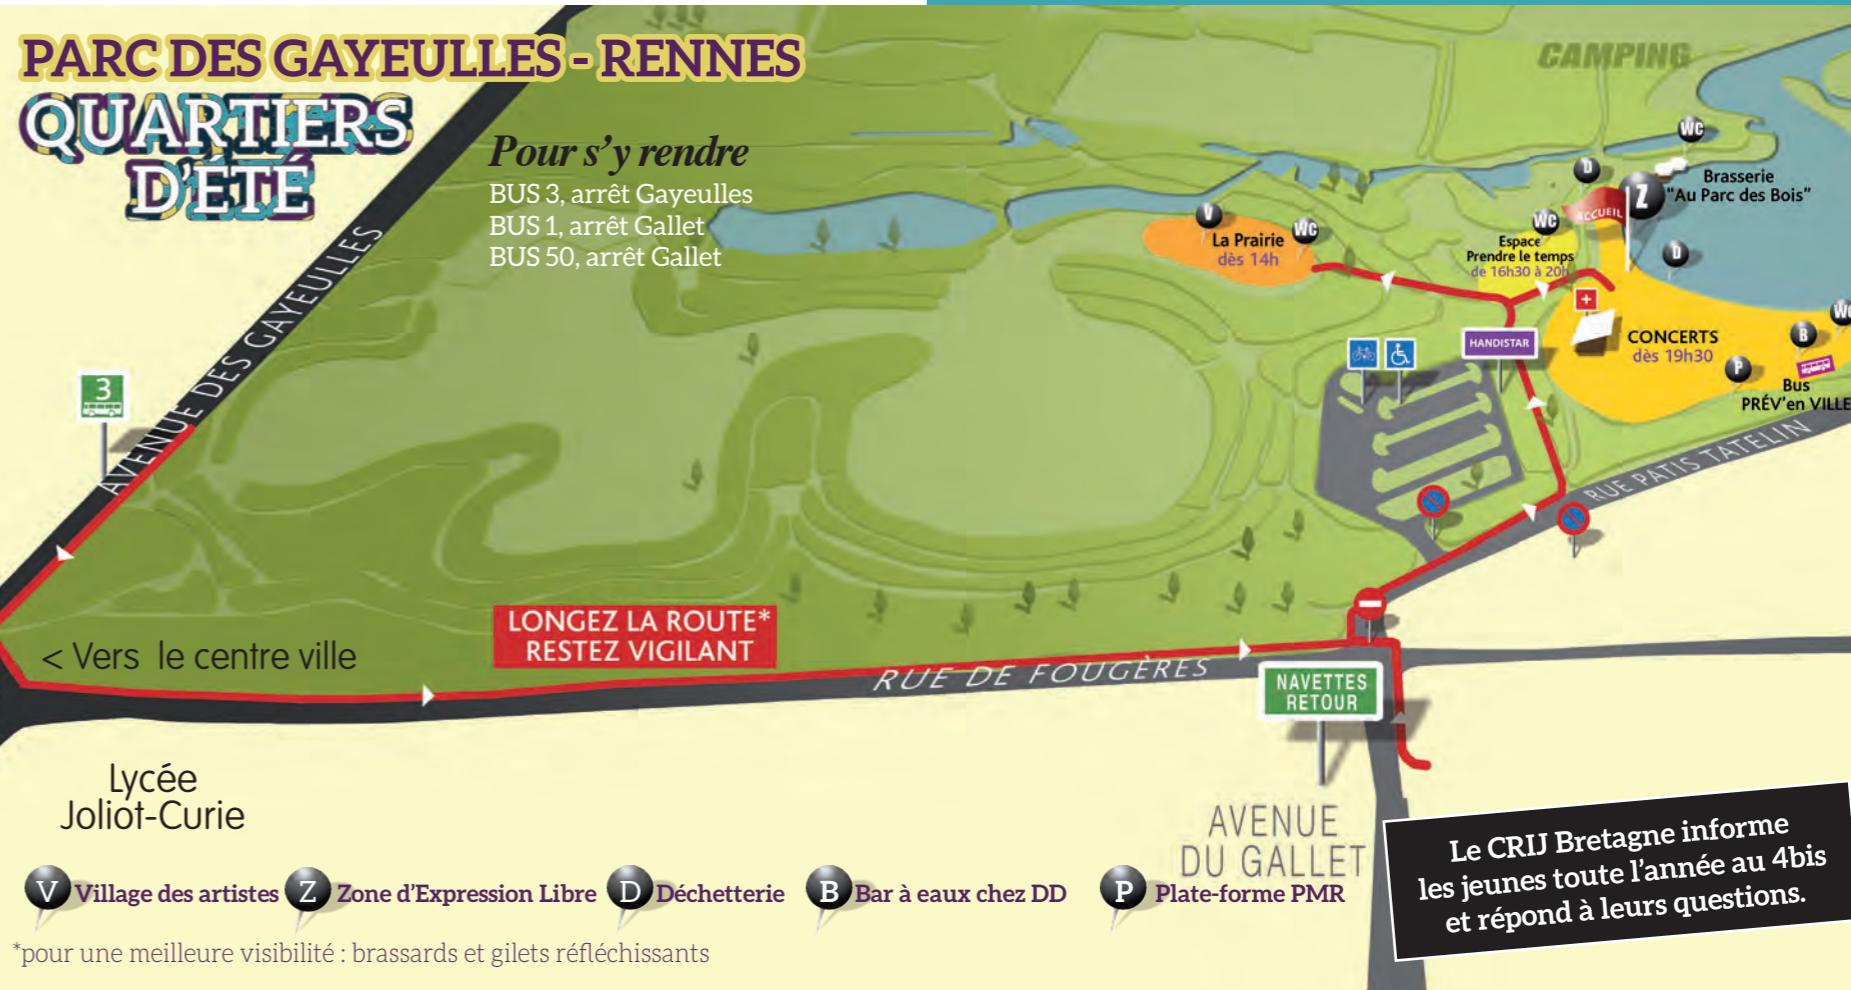 PARC DES GAYEULLES - RENNES
QUARTIERS
D'ÉTÉ
Pour s'y rendre
BUS 3, arrêt Gayeulles
BUS 1, arrêt Gallet
BUS 50, arrêt Gallet
CAMPING
WC
D
Z
Brasserie
"Au Parc des Bois"
ACCUEIL
WC
V
La Prairie
dès 14h
WC
Espace
Prendre le temps
de 16h30 à 20h
D
HANDISTAR
CONCERTS
dès 19h30
WC
B
P
Bus
PRÉV'en VILLE
AVENUE DES GAYEULLES
3
RUE PATIS TATELIN
LONGEZ LA ROUTE*
RESTEZ VIGILANT
< Vers le centre ville
RUE DE FOUGÈRES
NAVETTES
RETOUR
Lycée
Joliot-Curie
AVENUE
DU GALLET
Le CRIJ Bretagne informe
les jeunes toute l'année au 4bis
et répond à leurs questions.
V Village des artistes Z Zone d'Expression Libre D Déchetterie B Bar à eaux chez DD P Plate-forme PMR
*pour une meilleure visibilité : brassards et gilets réfléchissants